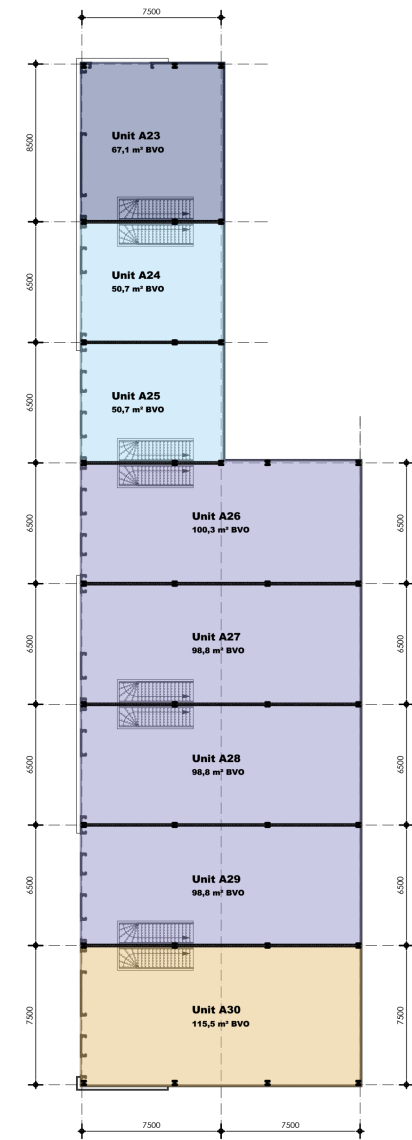 7500
8500
Unit A23
67,1 m² BVO
6500
Unit A24
50,7 m² BVO
6500
Unit A25
50,7 m² BVO
6500
Unit A26
100,3 m² BVO
6500
6500
Unit A27
98,8 m² BVO
6500
6500
Unit A28
98,8 m² BVO
6500
6500
Unit A29
98,8 m² BVO
6500
7500
Unit A30
115,5 m² BVO
7500
7500
7500